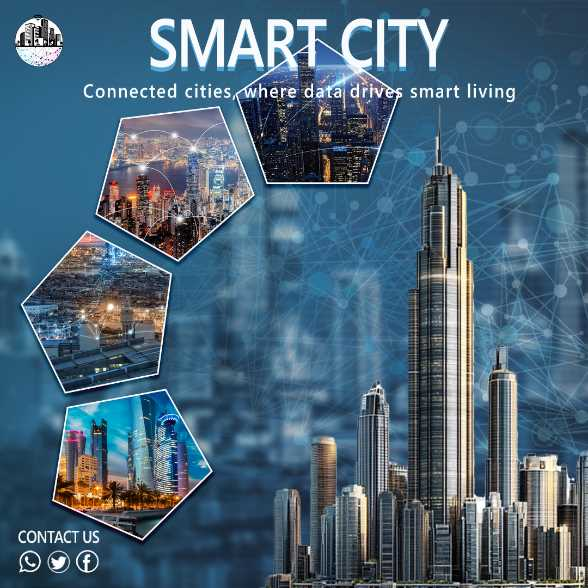 SMART CITY
Connected cities, where data drives smart living
CONTACT US